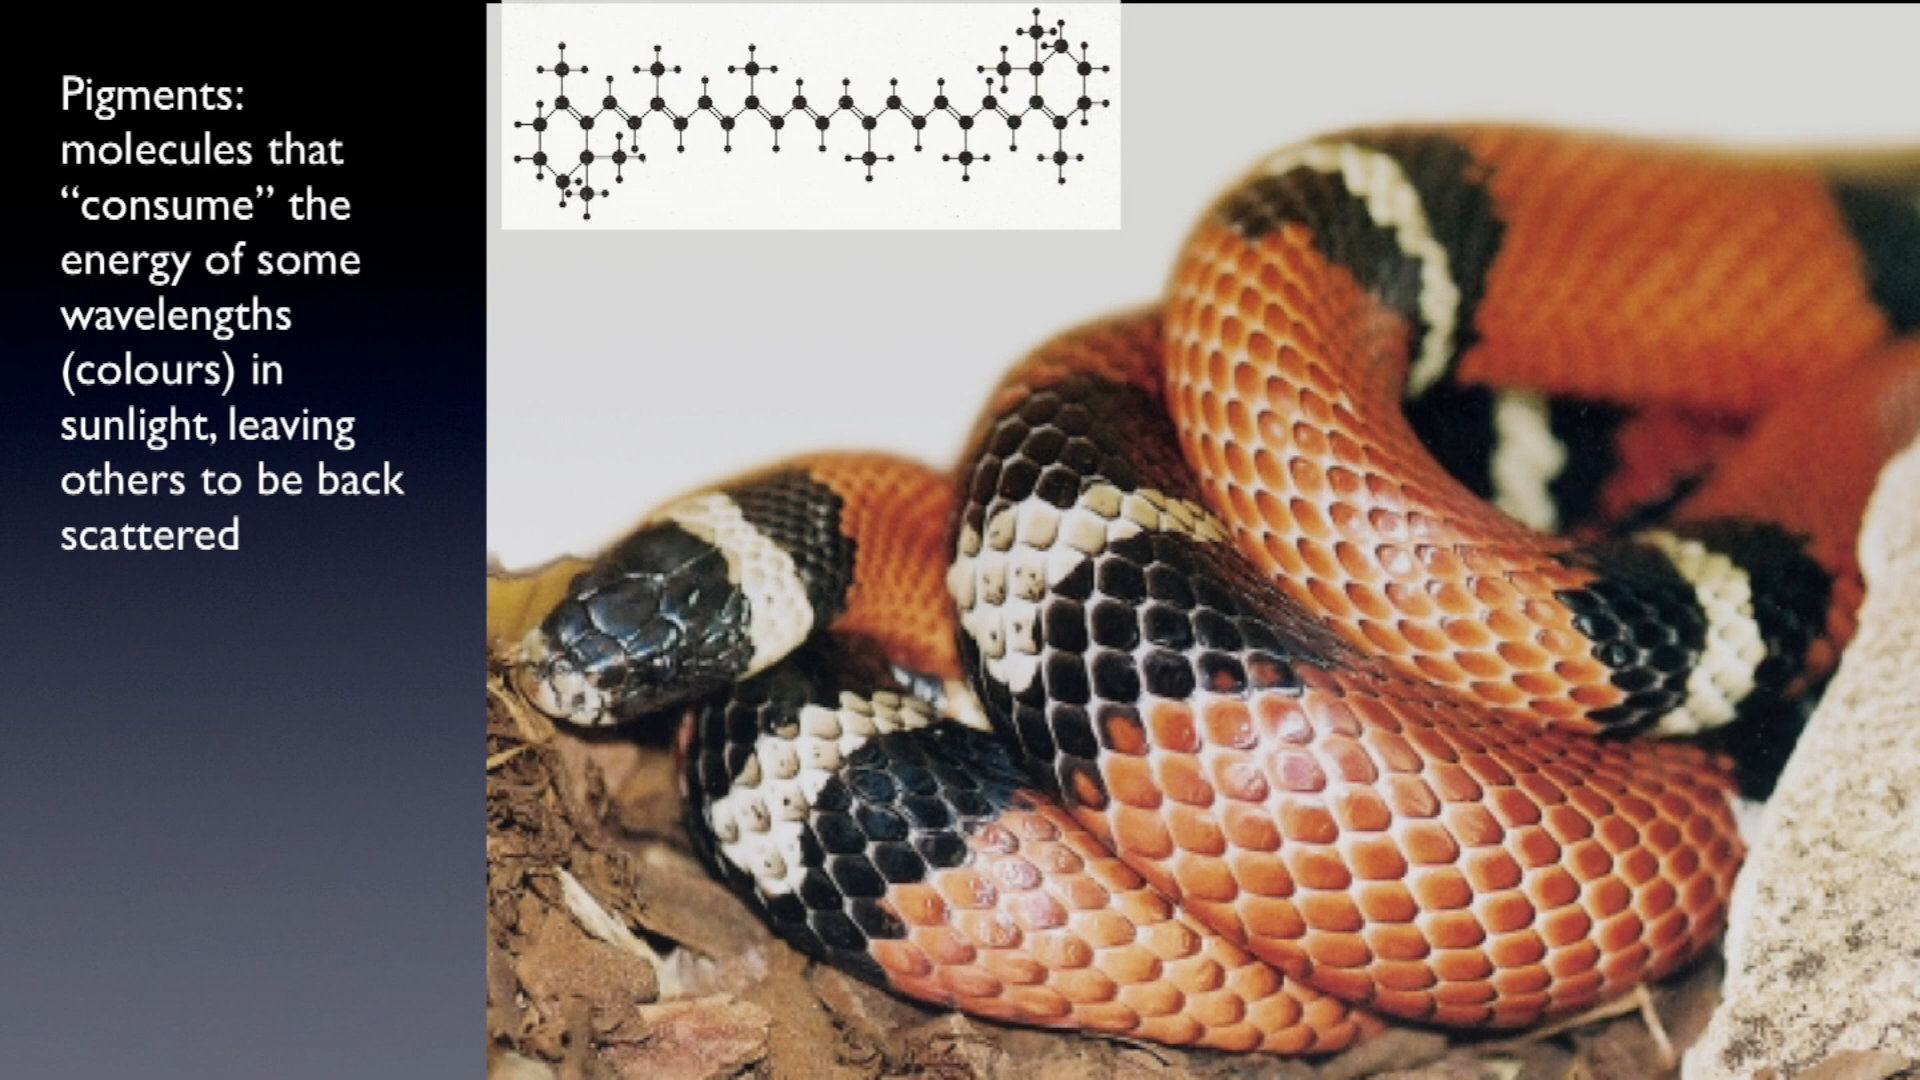 Pigments:
molecules that
“consume” the
energy of some
wavelengths
(colours) in
sunlight, leaving
others to be back
scattered